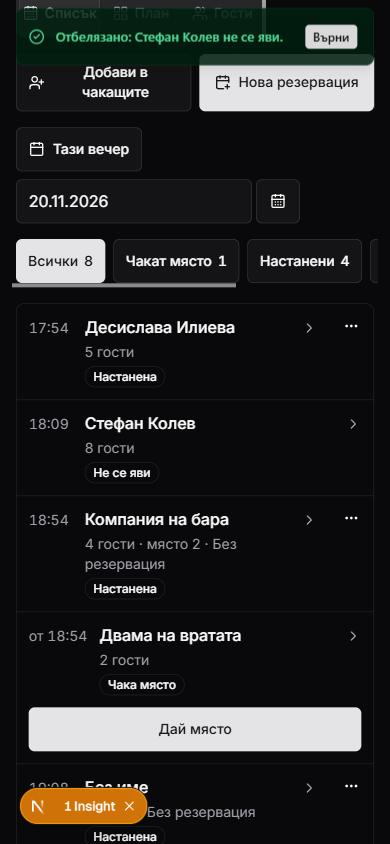 Списък План Гости
Отбелязано: Стефан Колев не се яви. Върни
Добави в
чакащите
Нова резервация
Тази вечер
20.11.2026
Всички 8 Чакат място 1 Настанени 4
17:54 Десислава Илиева
5 гости
Настанена
18:09 Стефан Колев
8 гости
Не се яви
18:54 Компания на бара
4 гости · място 2 · Без
резервация
Настанена
от 18:54 Двама на вратата
2 гости
Чака място
Дай място
19:08 Без име
Без резервация
N 1 Insight
Настанена